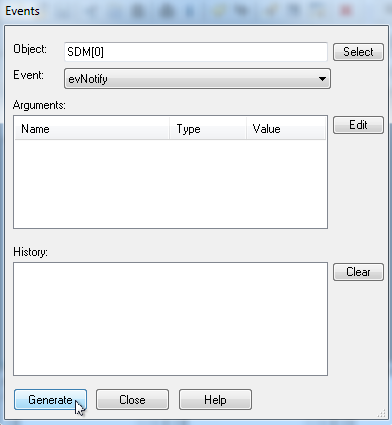 Events
Object: SDM[0] Select
Event: evNotify
Arguments:
Name Type Value Edit
History:
Clear
Generate Close Help